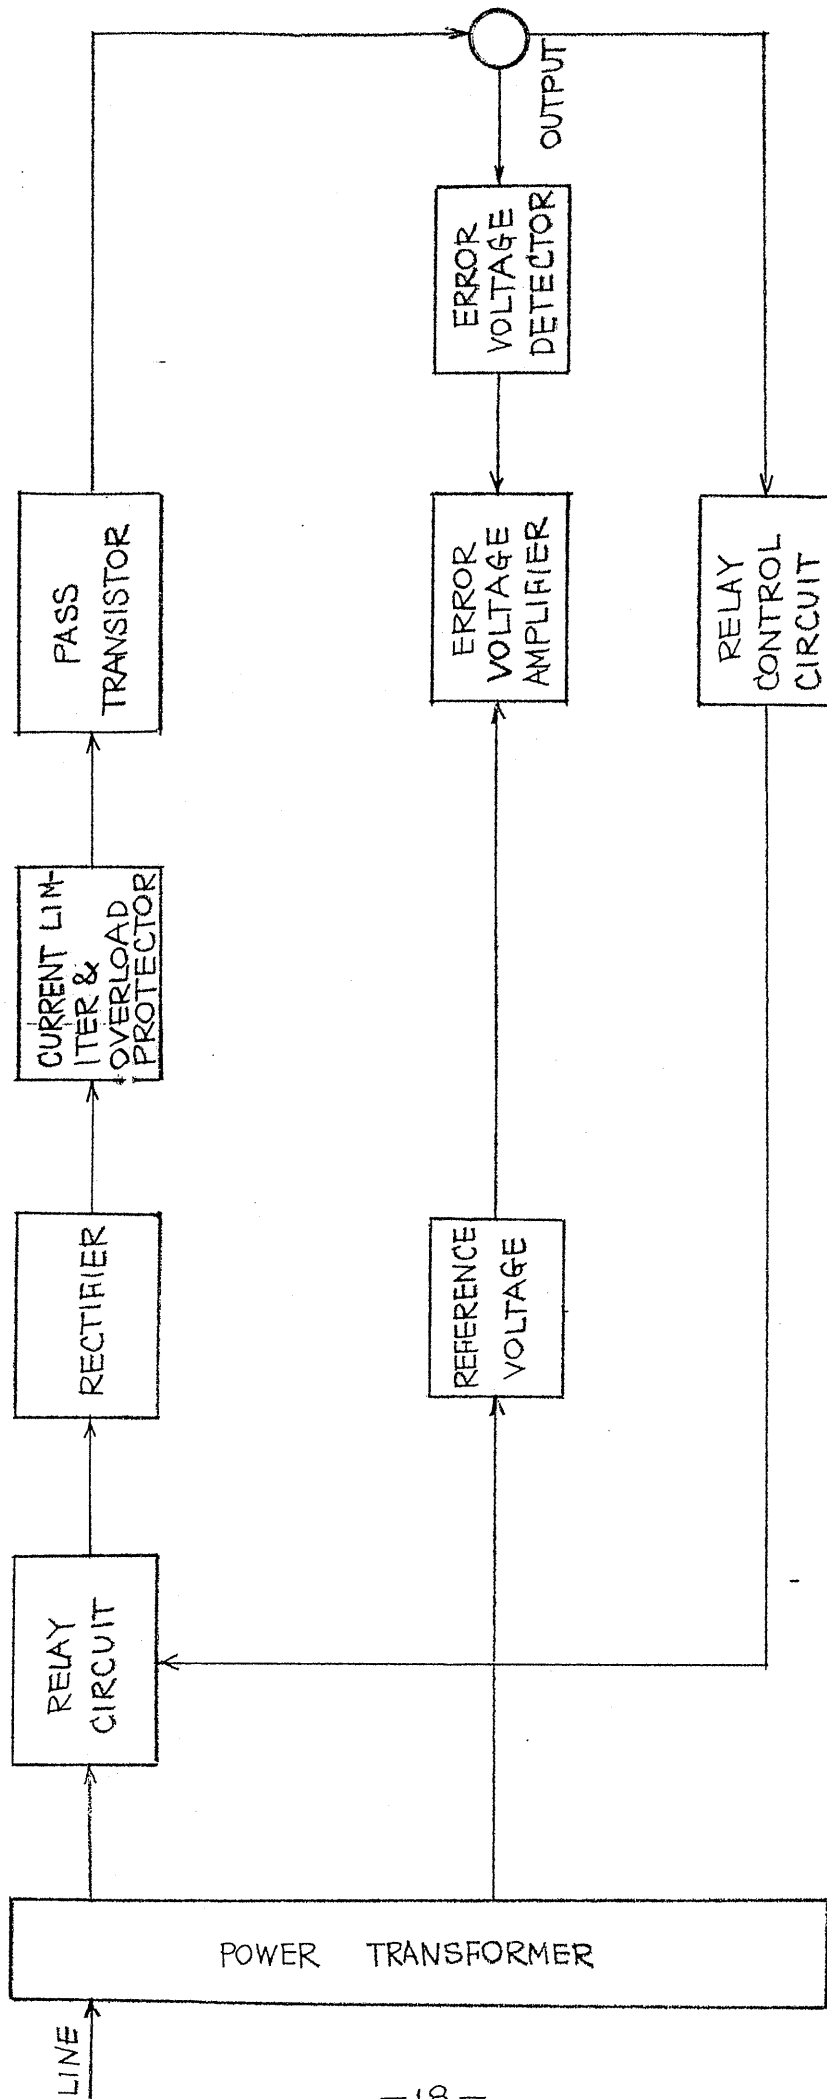 OUTPUT
ERROR
VOLTAGE
DETECTOR
PASS
TRANSISTOR
ERROR
VOLTAGE
AMPLIFIER
RELAY
CONTROL
CIRCUIT
CURRENT LIM-
ITER &
OVERLOAD
PROTECTOR
RECTIFIER
REFERENCE
VOLTAGE
RELAY
CIRCUIT
POWER TRANSFORMER
LINE
-18-